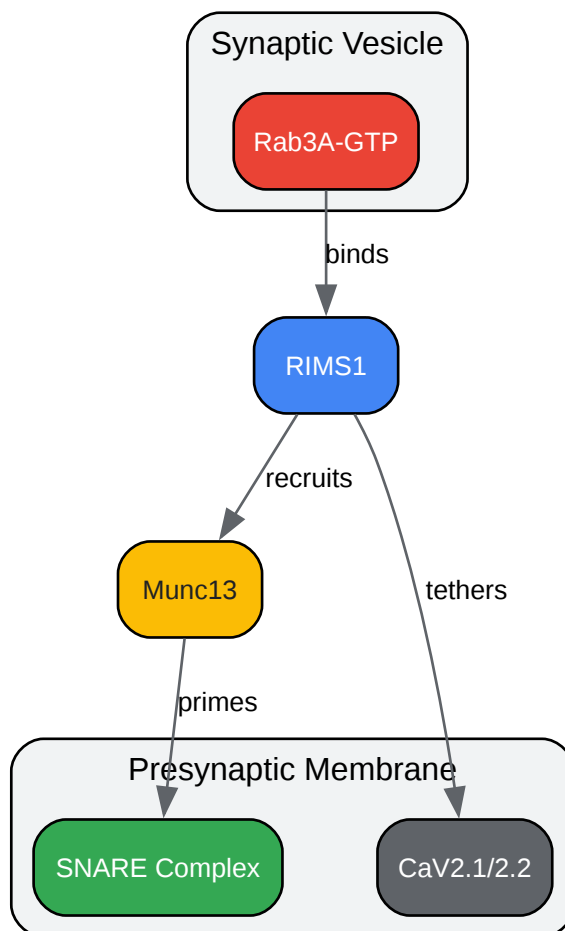 Synaptic Vesicle
Rab3A-GTP
binds
RIMS1
recruits
Munc13
tethers
primes
Presynaptic Membrane
SNARE Complex
CaV2.1/2.2